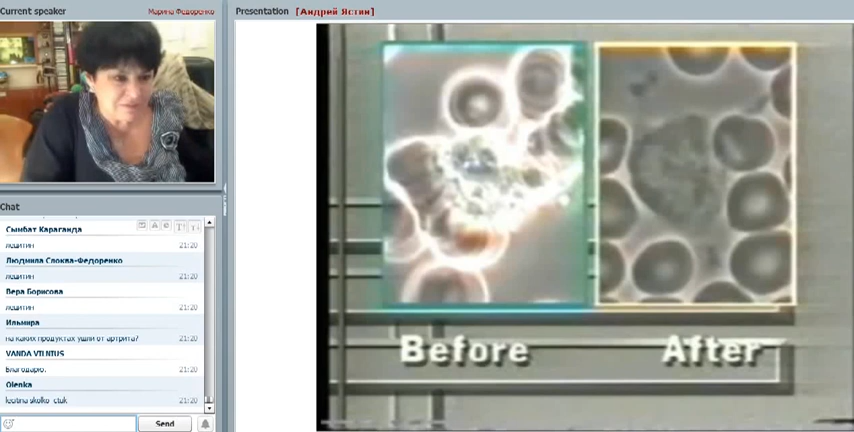 Current speaker
Марина Федоренко
Presentation [Андрей Ястин]
Before
After
Chat
Сымбат Караганда
лецитин 21:20
Людмила Слоква-Федоренко
лецитин 21:20
Вера Борисова
лецитин 21:20
Ильмира
на каких продуктах ушли от артрита? 21:20
VANDA VILNIUS
Благодарю. 21:20
Olenka
21:20
Send